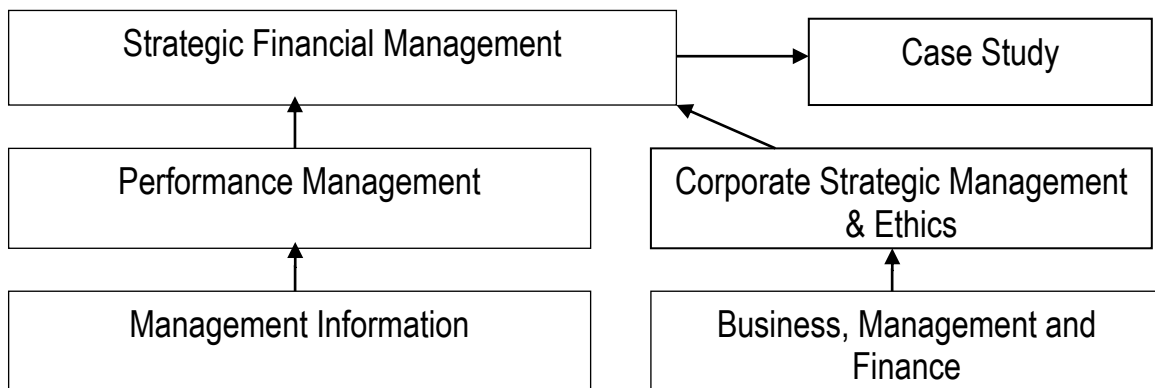 Strategic Financial Management
Case Study
Performance Management
Corporate Strategic Management
& Ethics
Management Information
Business, Management and
Finance